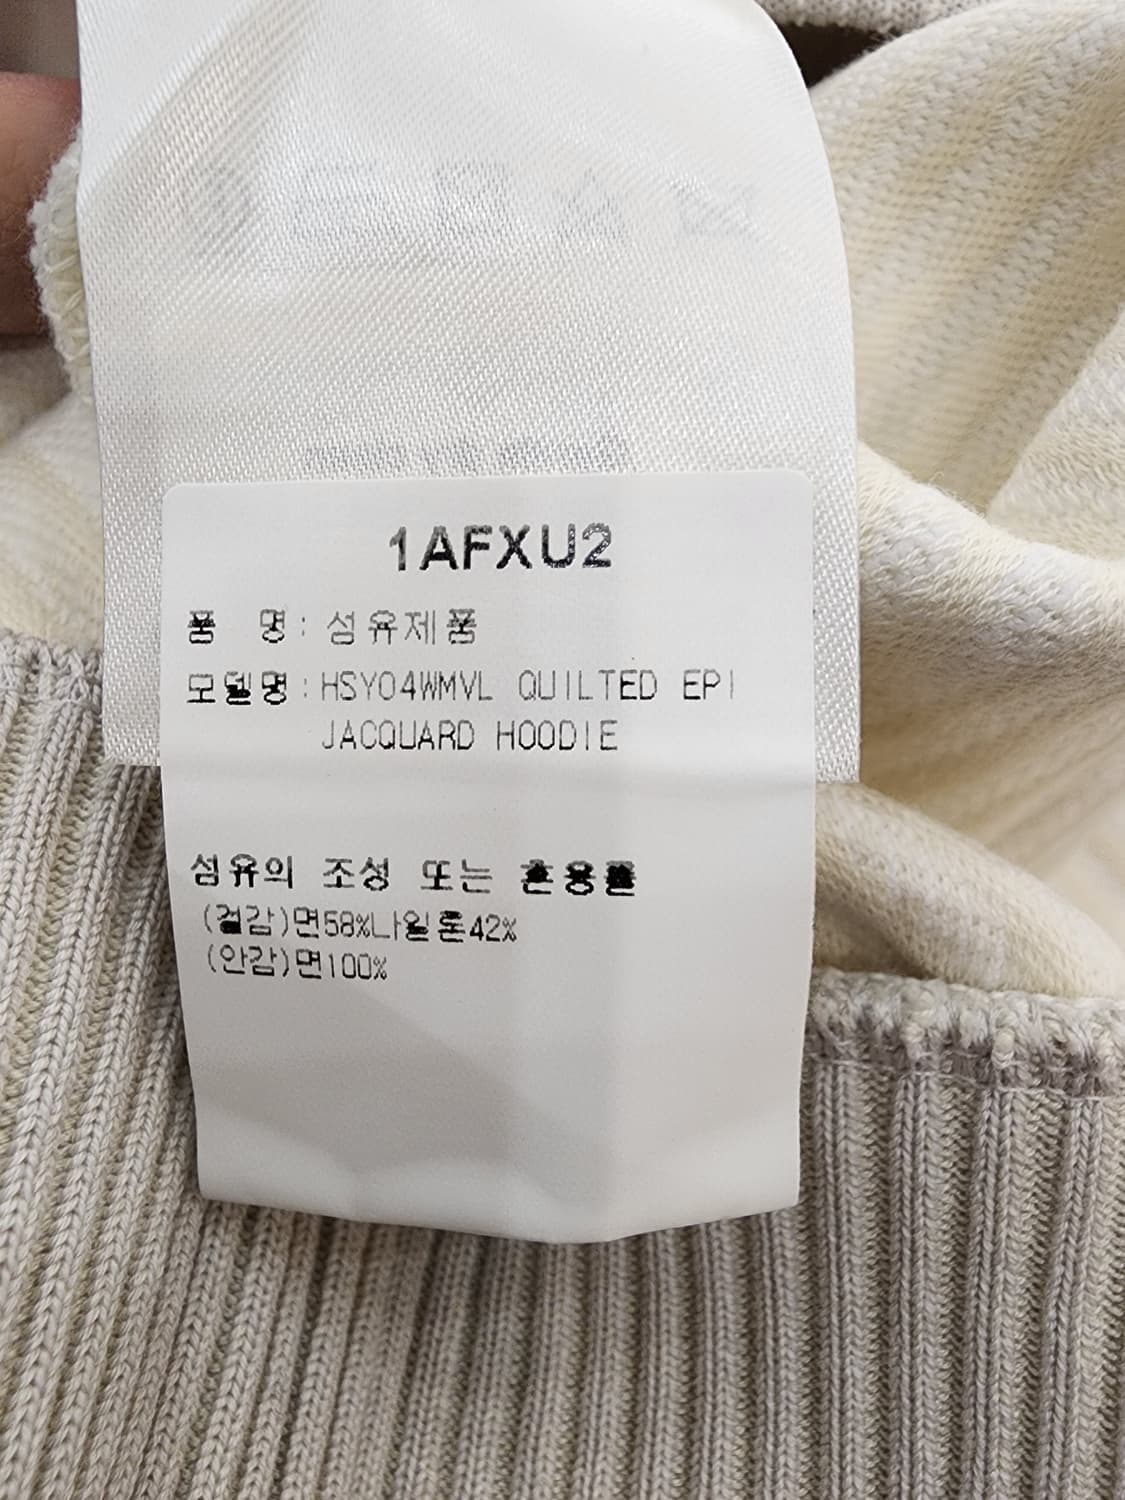 1AFXU2
품 명: 섬유제품
모델명: HSY04WMVL QUILTED EPI
JACQUARD HOODIE
섬유의 조성 또는 혼용률
(겉감)면58%나일론42%
(안감)면100%